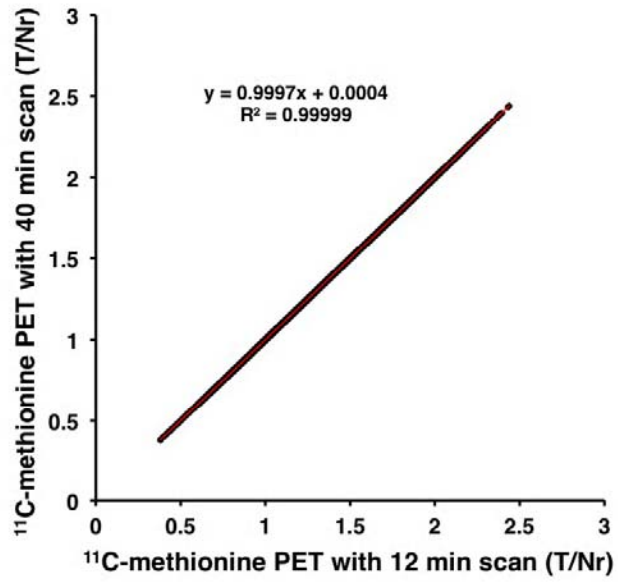 ¹¹C-methionine PET with 40 min scan (T/Nr)
3
2.5
2
1.5
1
0.5
0
y = 0.9997x + 0.0004
R² = 0.99999
0 0.5 1 1.5 2 2.5 3
¹¹C-methionine PET with 12 min scan (T/Nr)